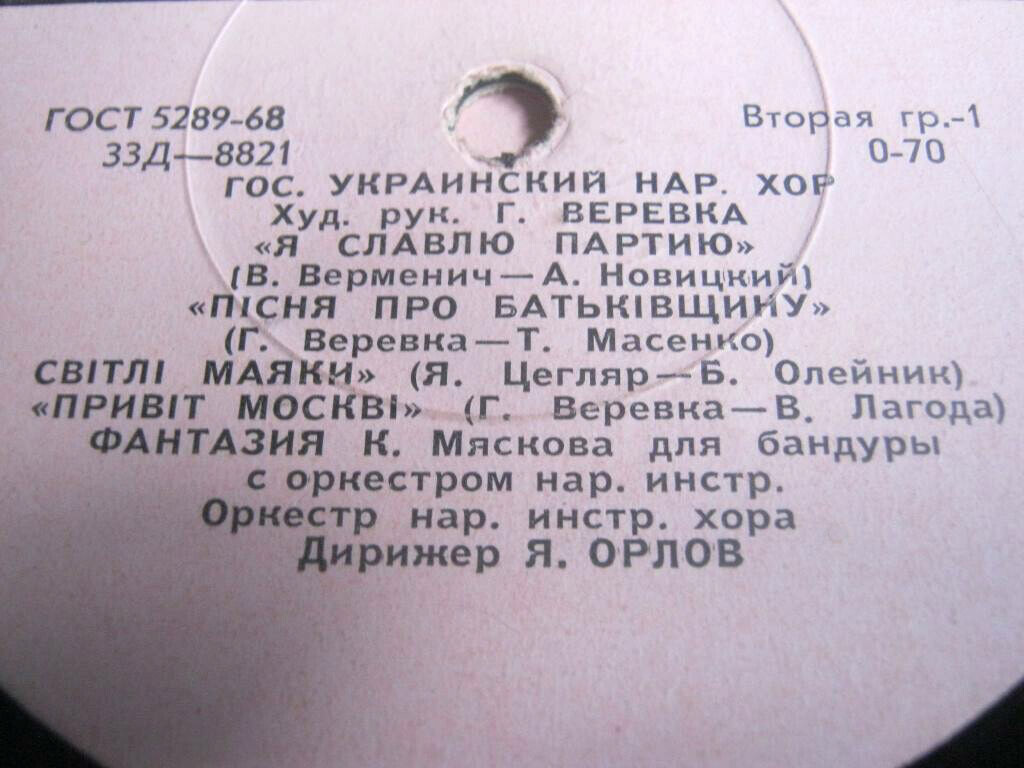 ГОСТ 5289-68 Вторая гр.-1
33Д—8821 0-70
ГОС. УКРАИНСКИЙ НАР. ХОР
Худ. рук. Г. ВЕРЕВКА
«Я СЛАВЛЮ ПАРТИЮ»
(В. Верменич—А. Новицкий)
«ПІСНЯ ПРО БАТЬКІВЩИНУ»
(Г. Веревка—Т. Масенко)
СВІТЛІ МАЯКИ» (Я. Цегляр—Б. Олейник)
«ПРИВІТ МОСКВІ» (Г. Веревка—В. Лагода)
ФАНТАЗИЯ К. Мяскова для бандуры
с оркестром нар. инстр.
Оркестр нар. инстр. хора
Дирижер Я. ОРЛОВ